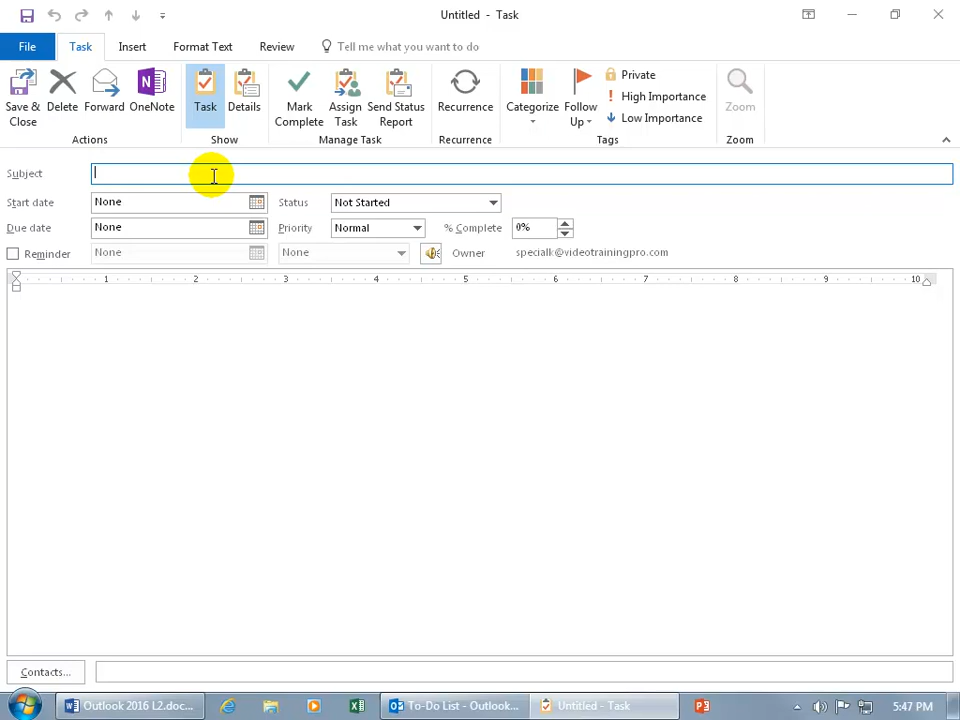 Untitled - Task
File Task Insert Format Text Review Tell me what you want to do
Save & Close Delete Forward OneNote Task Details Mark Complete Assign Task Send Status Report Recurrence Categorize Follow Up Private Zoom
High Importance
Low Importance
Actions Show Manage Task Recurrence Tags Zoom
Subject
Start date None Status Not Started
Due date None Priority Normal % Complete 0%
Reminder None None Owner specialk@videotrainingpro.com
1 2 3 4 5 6 7 8 9 10
Contacts...
Outlook 2016 L2.doc... To-Do List - Outlook... Untitled - Task 5:47 PM